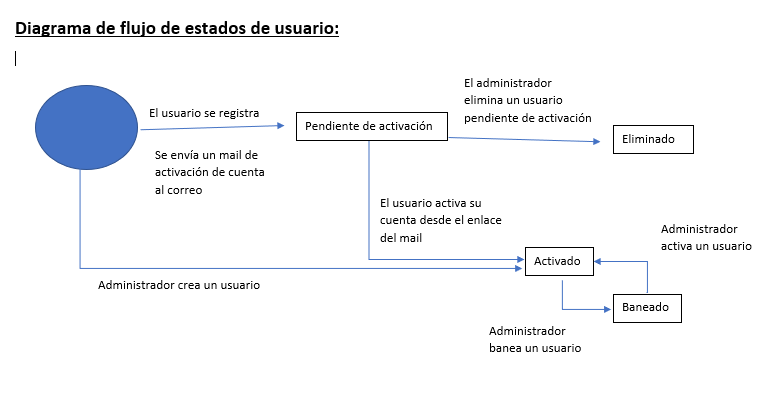 Diagrama de flujo de estados de usuario:
El usuario se registra
Se envía un mail de
activación de cuenta
al correo
Pendiente de activación
El administrador
elimina un usuario
pendiente de activación
Eliminado
El usuario activa su
cuenta desde el enlace
del mail
Administrador
activa un usuario
Activado
Administrador crea un usuario
Baneado
Administrador
banea un usuario